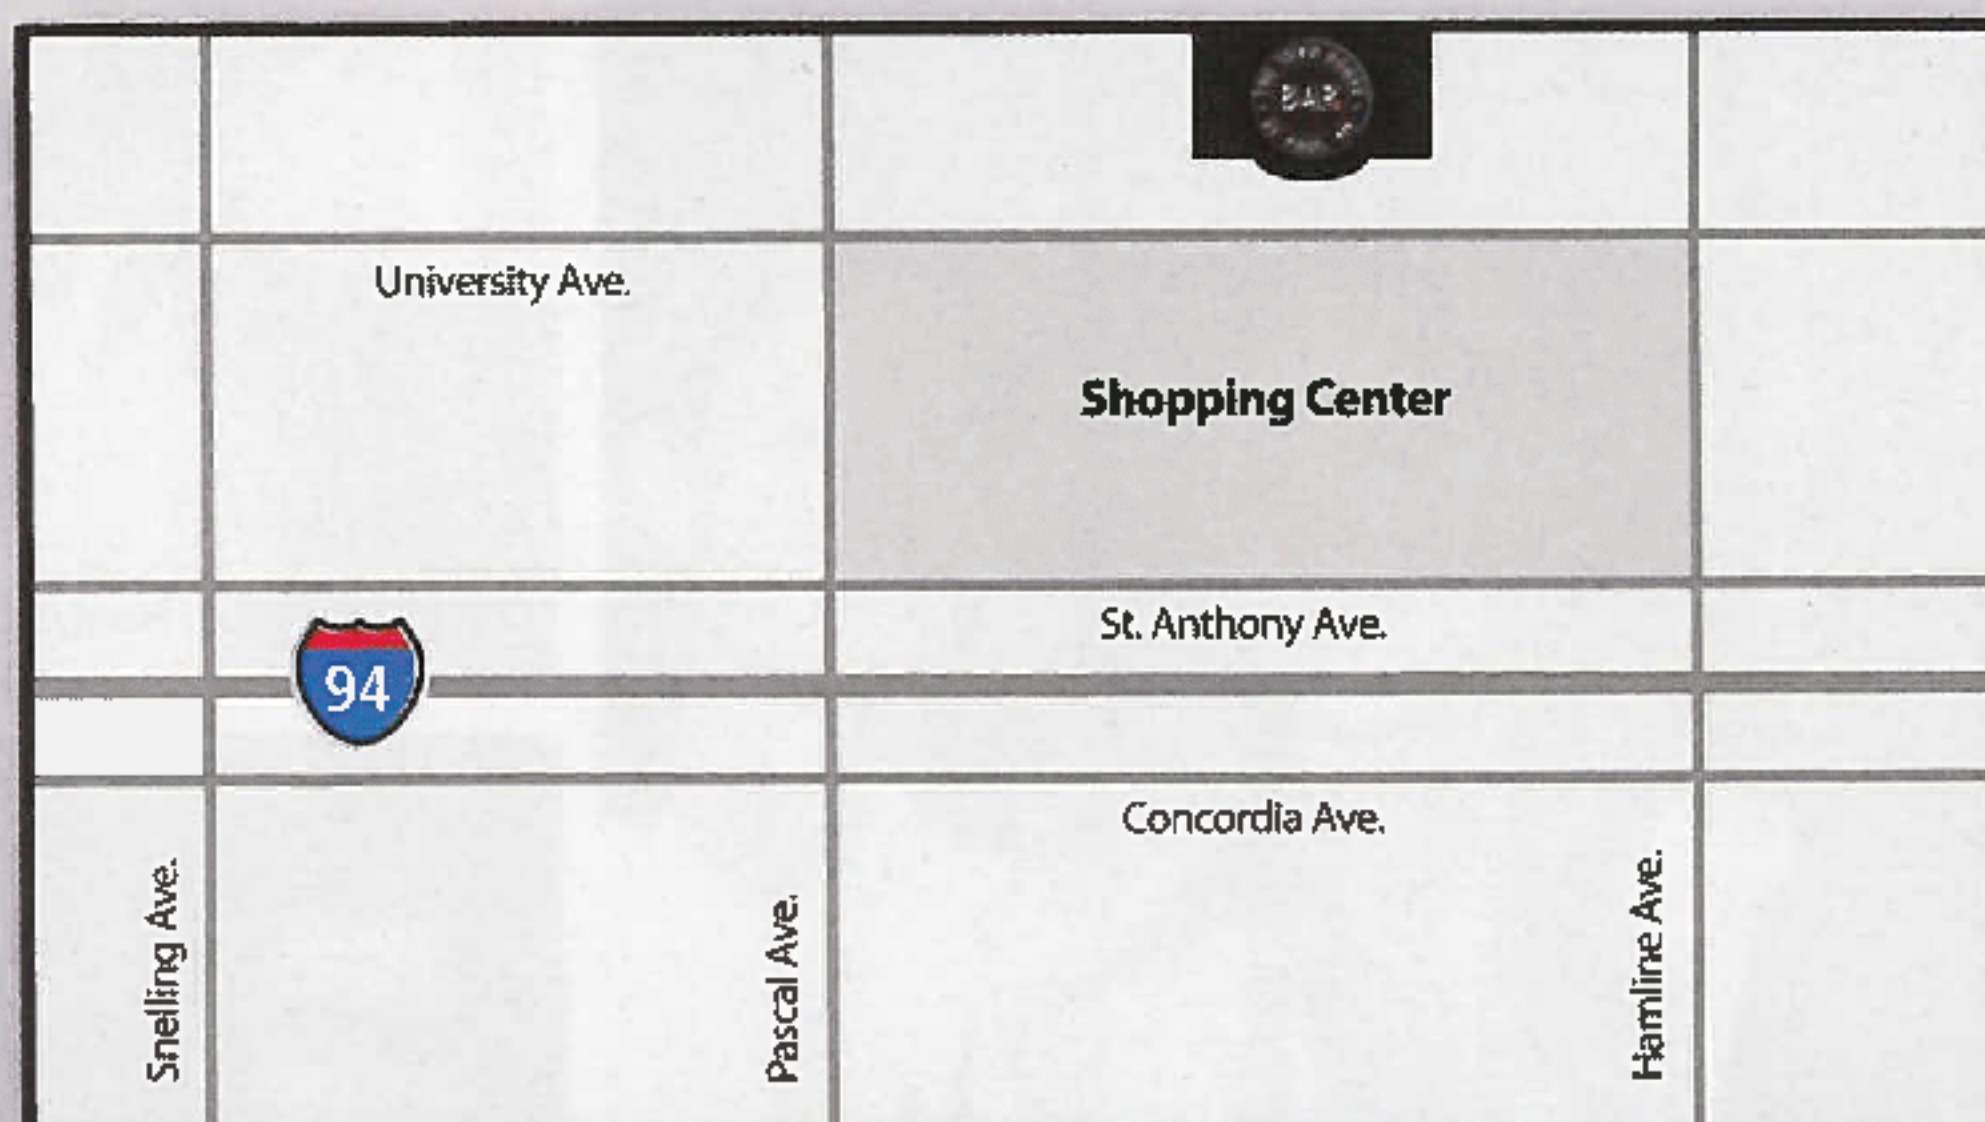 BAR
University Ave.
Shopping Center
St. Anthony Ave.
94
Concordia Ave.
Snelling Ave.
Pascal Ave.
Hamline Ave.